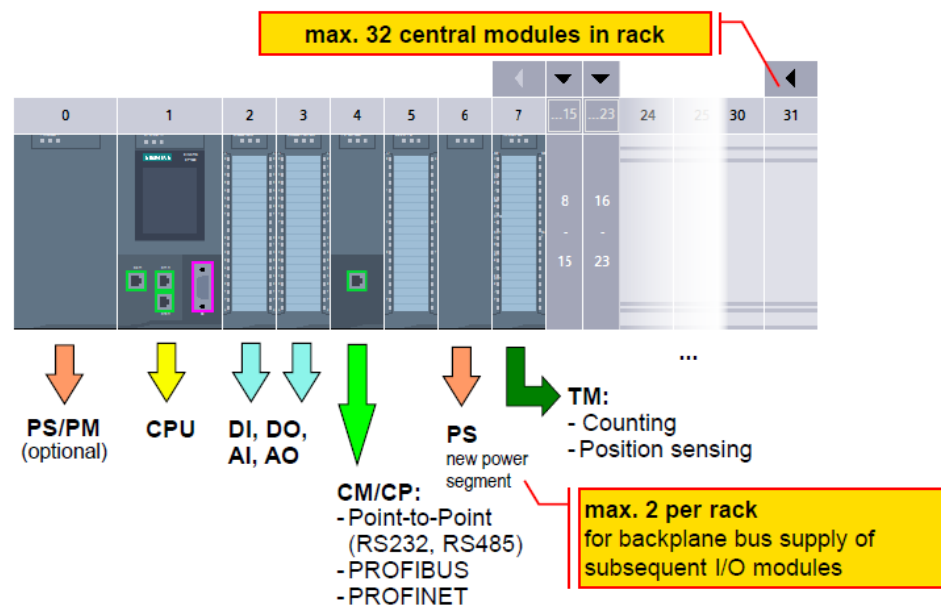 max. 32 central modules in rack
0 1 2 3 4 5 6 7 ...15 ...23 24 25 30 31
SIEMENS
8 16
- -
15 23
...
PS/PM
(optional)
CPU
DI, DO,
AI, AO
CM/CP:
- Point-to-Point
(RS232, RS485)
- PROFIBUS
- PROFINET
PS
new power
segment
TM:
- Counting
- Position sensing
max. 2 per rack
for backplane bus supply of
subsequent I/O modules